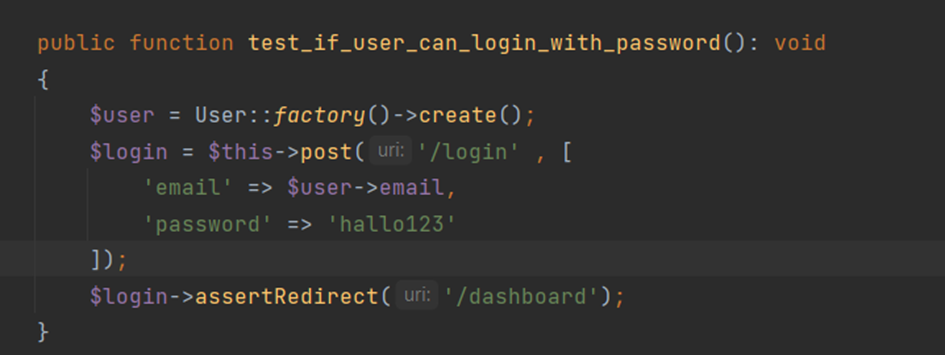 public function test_if_user_can_login_with_password(): void
{
    $user = User::factory()->create();
    $login = $this->post( uri: '/login' , [
        'email' => $user->email,
        'password' => 'hallo123'
    ]);
    $login->assertRedirect( uri: '/dashboard');
}